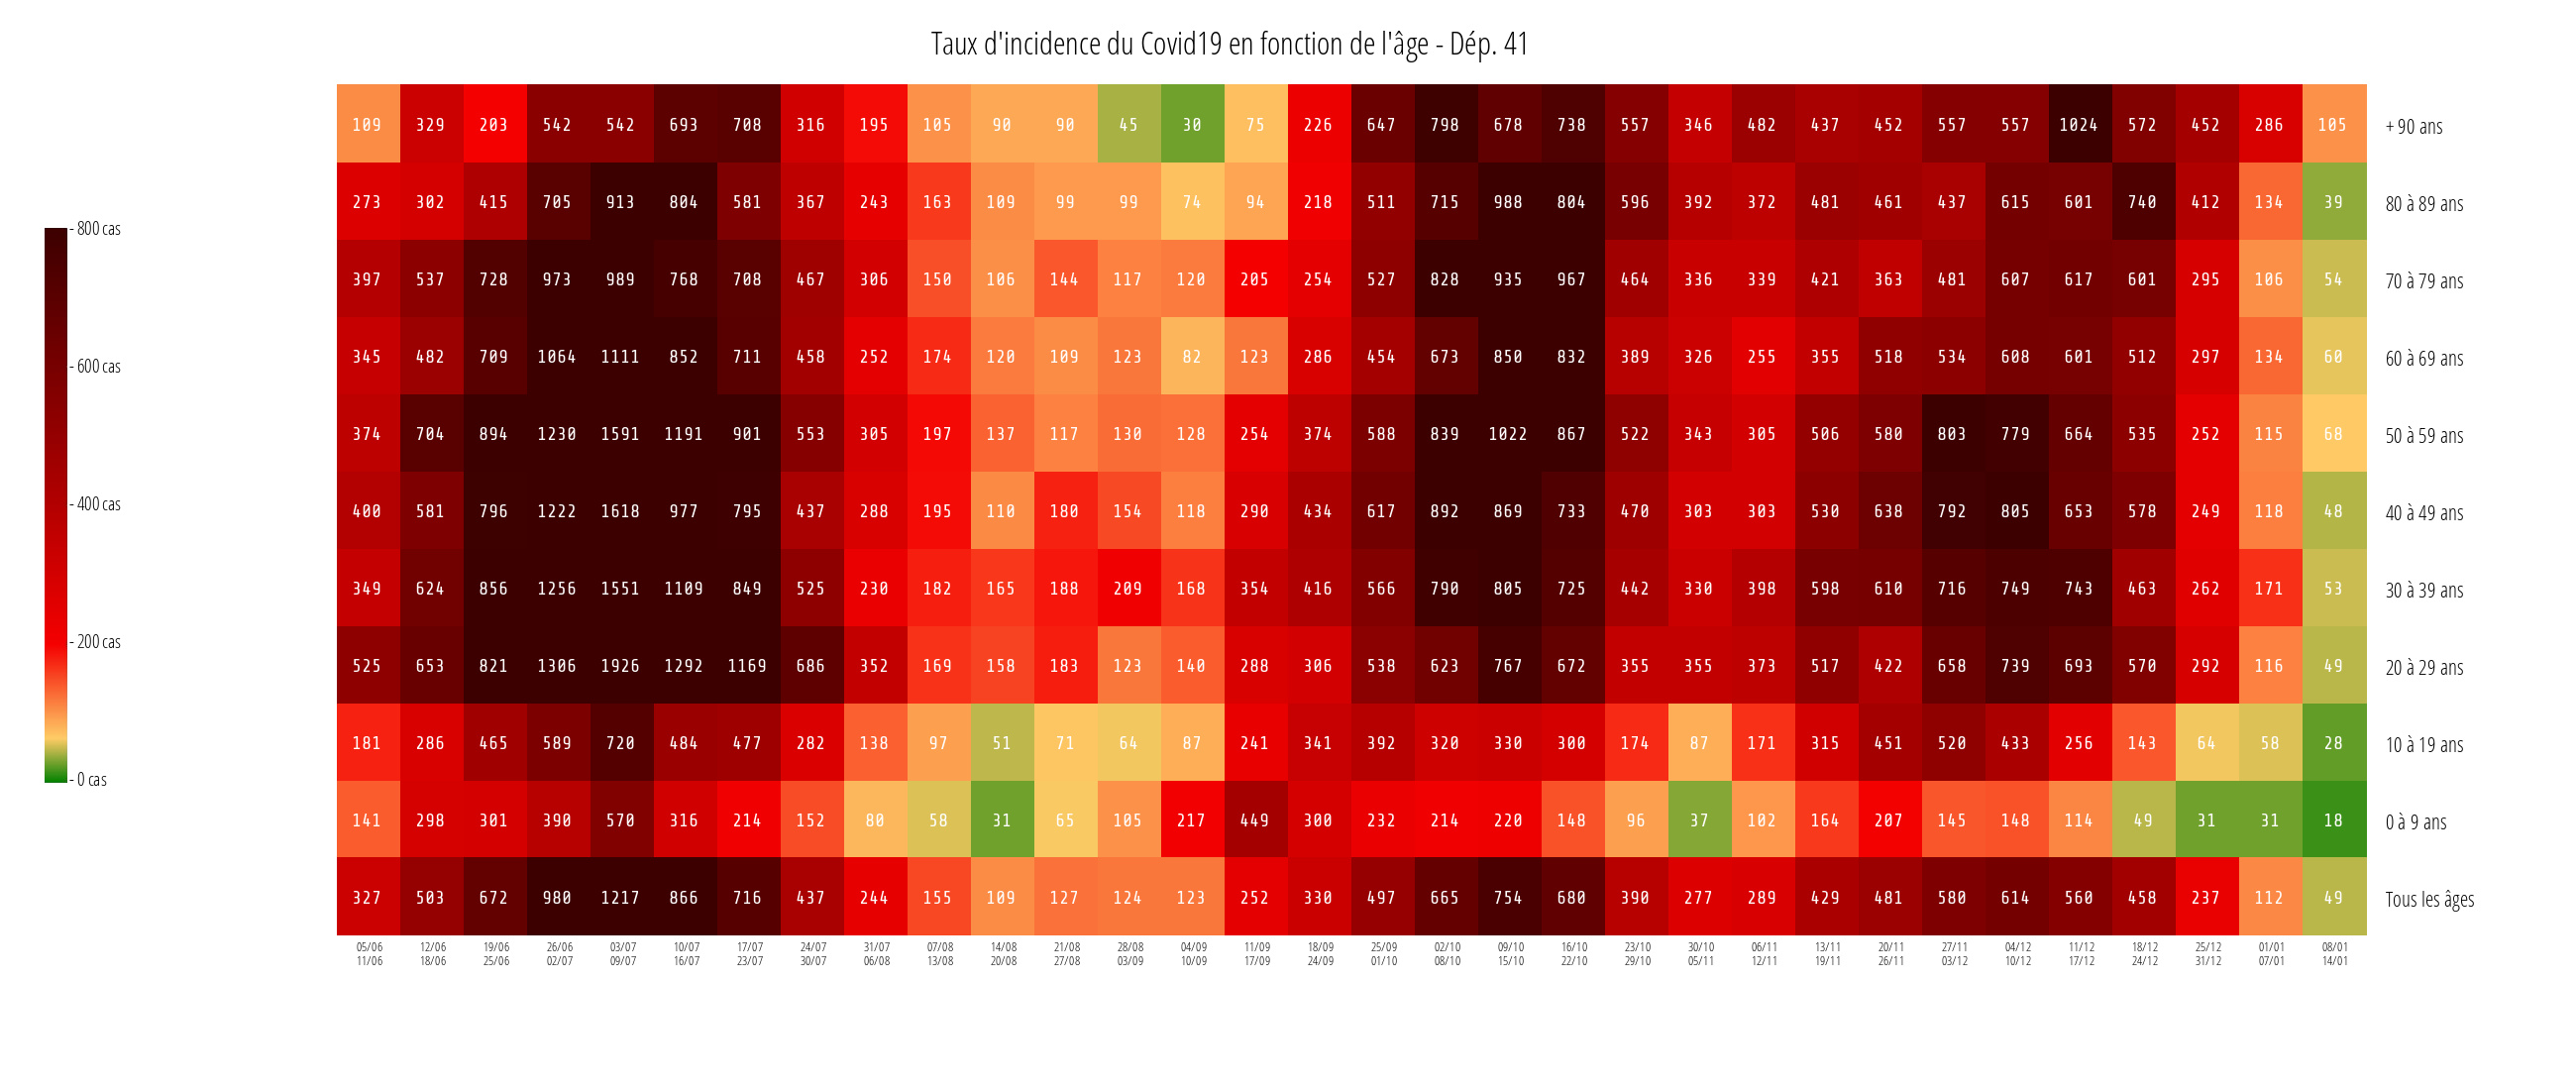 Taux d'incidence du Covid19 en fonction de l'âge - Dép. 41
109 329 203 542 542 693 708 316 195 105 90 90 45 30 75 226 647 798 678 738 557 346 482 437 452 557 557 1024 572 452 286 105 + 90 ans
273 302 415 705 913 804 581 367 243 163 109 99 99 74 94 218 511 715 988 804 596 392 372 481 461 437 615 601 740 412 134 39 80 à 89 ans
397 537 728 973 989 768 708 467 306 150 106 144 117 120 205 254 527 828 935 967 464 336 339 421 363 481 607 617 601 295 106 54 70 à 79 ans
345 482 709 1064 1111 852 711 458 252 174 120 109 123 82 123 286 454 673 850 832 389 326 255 355 518 534 608 601 512 297 134 60 60 à 69 ans
374 704 894 1230 1591 1191 901 553 305 197 137 117 130 128 254 374 588 839 1022 867 522 343 305 506 580 803 779 664 535 252 115 68 50 à 59 ans
400 581 796 1222 1618 977 795 437 288 195 110 180 154 118 290 434 617 892 869 733 470 303 303 530 638 792 805 653 578 249 118 48 40 à 49 ans
349 624 856 1256 1551 1109 849 525 230 182 165 188 209 168 354 416 566 790 805 725 442 330 398 598 610 716 749 743 463 262 171 53 30 à 39 ans
525 653 821 1306 1926 1292 1169 686 352 169 158 183 123 140 288 306 538 623 767 672 355 355 373 517 422 658 739 693 570 292 116 49 20 à 29 ans
181 286 465 589 720 484 477 282 138 97 51 71 64 87 241 341 392 320 330 300 174 87 171 315 451 520 433 256 143 64 58 28 10 à 19 ans
141 298 301 390 570 316 214 152 80 58 31 65 105 217 449 300 232 214 220 148 96 37 102 164 207 145 148 114 49 31 31 18 0 à 9 ans
327 503 672 980 1217 866 716 437 244 155 109 127 124 123 252 330 497 665 754 680 390 277 289 429 481 580 614 560 458 237 112 49 Tous les âges
05/06 12/06 19/06 26/06 03/07 10/07 17/07 24/07 31/07 07/08 14/08 21/08 28/08 04/09 11/09 18/09 25/09 02/10 09/10 16/10 23/10 30/10 06/11 13/11 20/11 27/11 04/12 11/12 18/12 25/12 01/01 08/01
11/06 18/06 25/06 02/07 09/07 16/07 23/07 30/07 06/08 13/08 20/08 27/08 03/09 10/09 17/09 24/09 01/10 08/10 15/10 22/10 29/10 05/11 12/11 19/11 26/11 03/12 10/12 17/12 24/12 31/12 07/01 14/01
- 800 cas
- 600 cas
- 400 cas
- 200 cas
- 0 cas